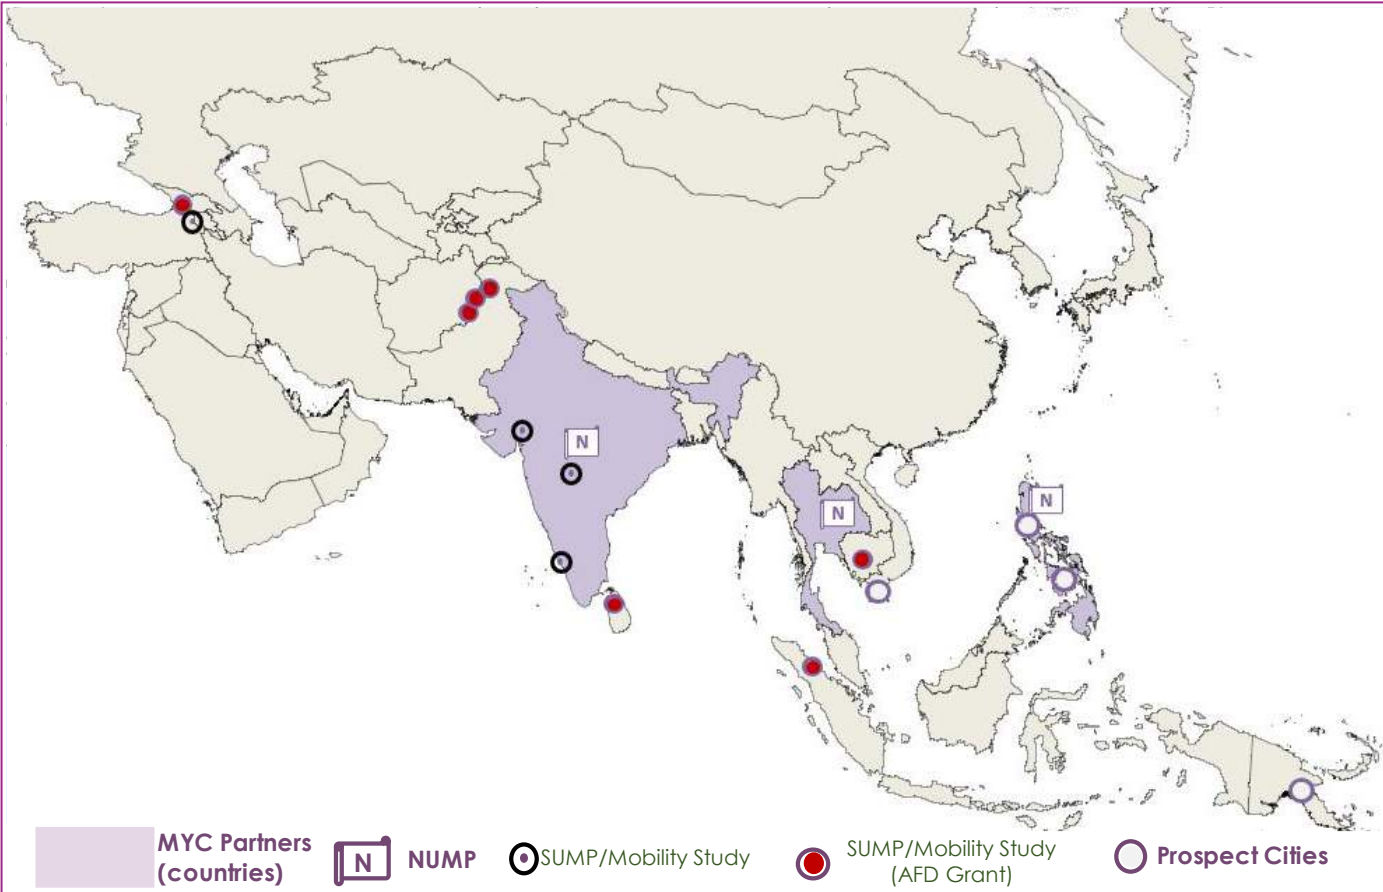 N
N
N
MYC Partners
(countries)
N
NUMP
SUMP/Mobility Study
SUMP/Mobility Study
(AFD Grant)
Prospect Cities